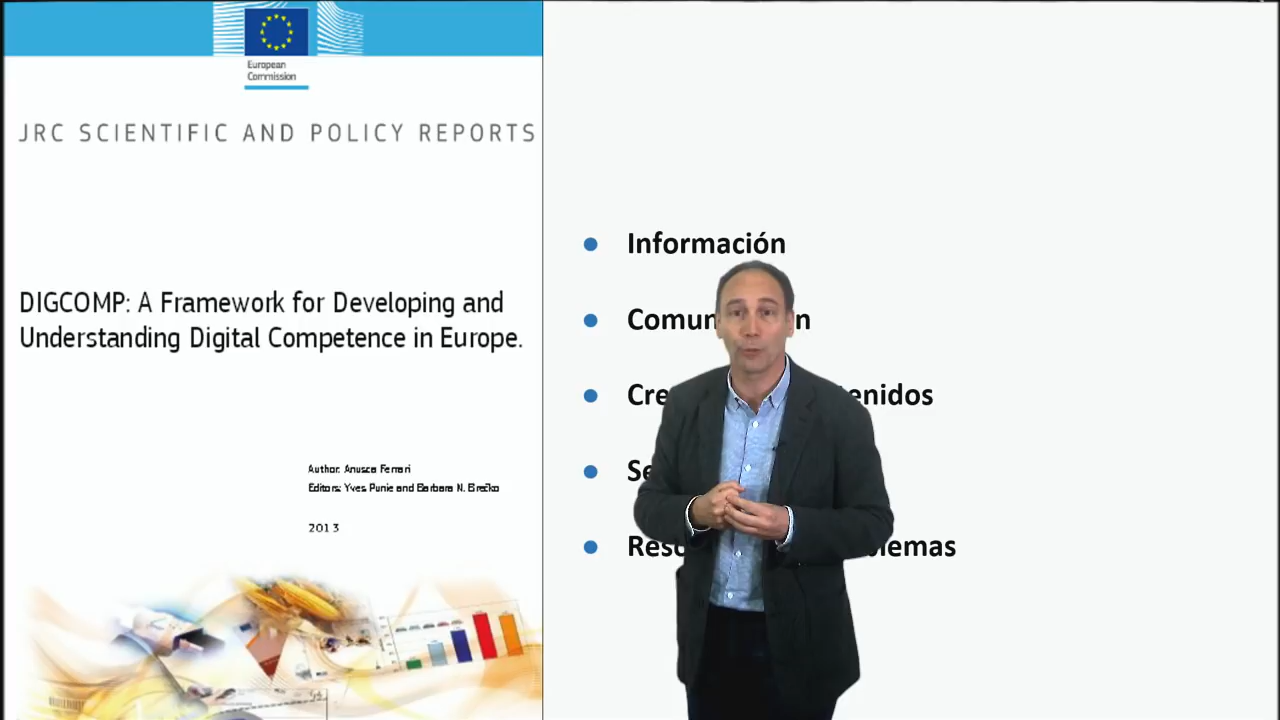 European
Commission
JRC SCIENTIFIC AND POLICY REPORTS
DIGCOMP: A Framework for Developing and
Understanding Digital Competence in Europe.
Author: Anusca Ferrari
Editors: Yves Punie and Barbara N. Brečko
2013
Información
Comun n
Cre enidos
Se
Reso lemas